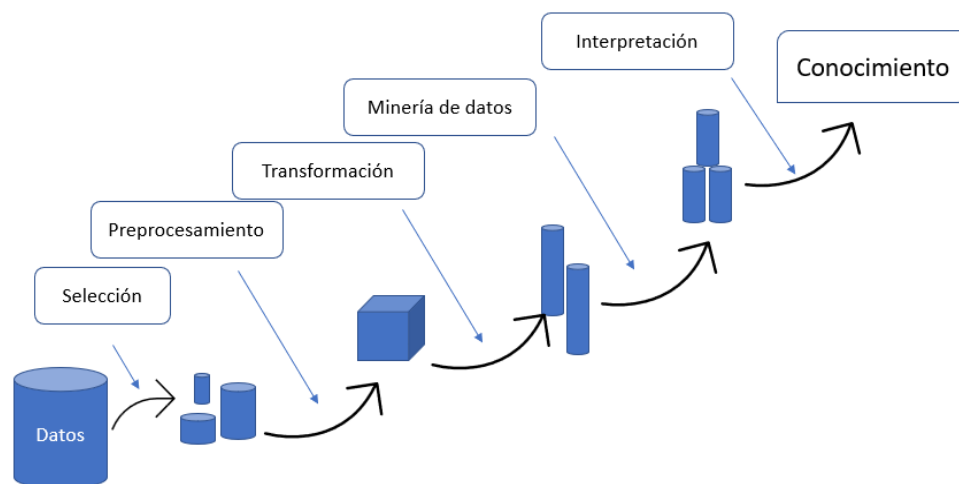 Datos
Selección
Preprocesamiento
Transformación
Minería de datos
Interpretación
Conocimiento